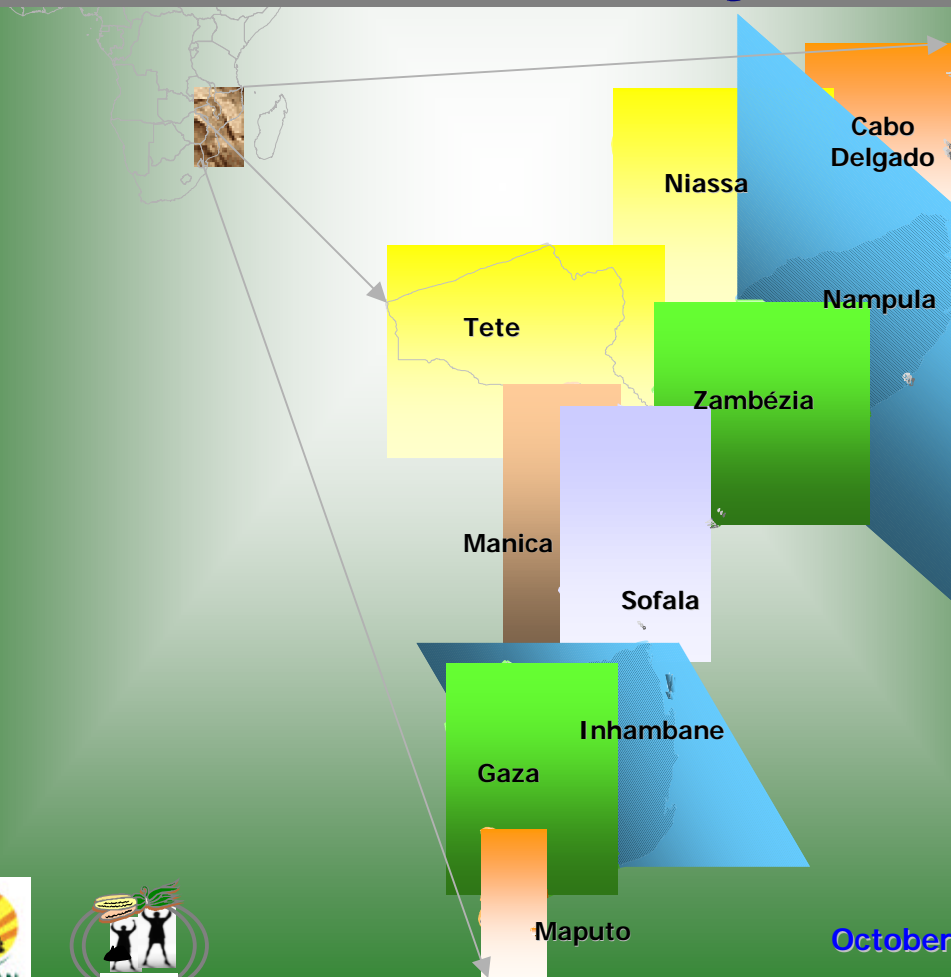 Cabo
Delgado
Niassa
Nampula
Tete
Zambézia
Manica
Sofala
Inhambane
Gaza
Maputo
October